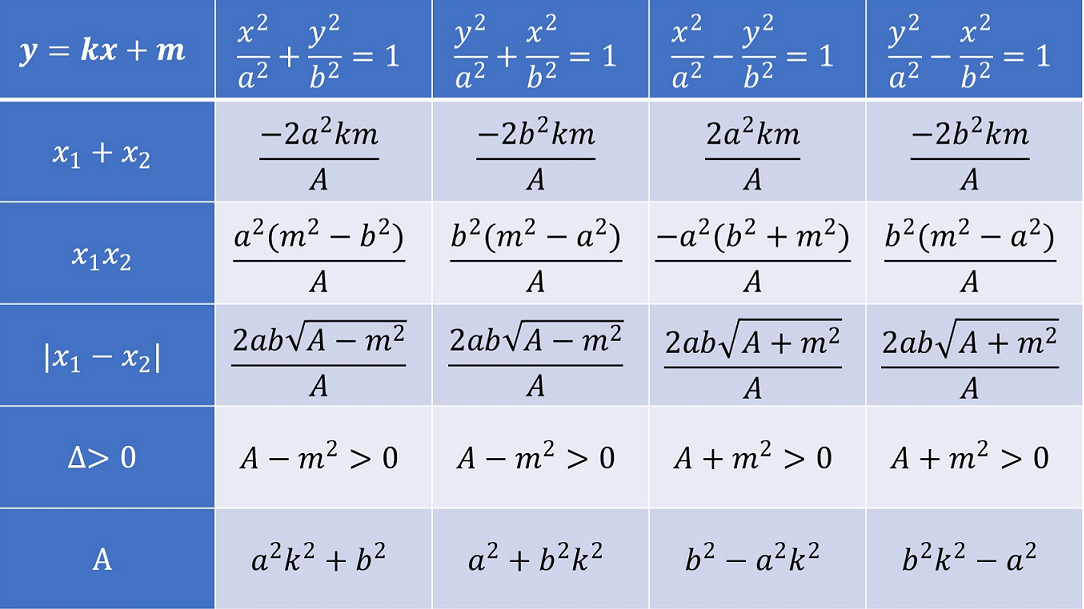 y = kx + m	x²/a² + y²/b² = 1	y²/a² + x²/b² = 1	x²/a² − y²/b² = 1	y²/a² − x²/b² = 1
x₁ + x₂	−2a²km/A	−2b²km/A	2a²km/A	−2b²km/A
x₁x₂	a²(m² − b²)/A	b²(m² − a²)/A	−a²(b² + m²)/A	b²(m² − a²)/A
|x₁ − x₂|	2ab√(A − m²)/A	2ab√(A − m²)/A	2ab√(A + m²)/A	2ab√(A + m²)/A
Δ> 0	A − m² > 0	A − m² > 0	A + m² > 0	A + m² > 0
A	a²k² + b²	a² + b²k²	b² − a²k²	b²k² − a²